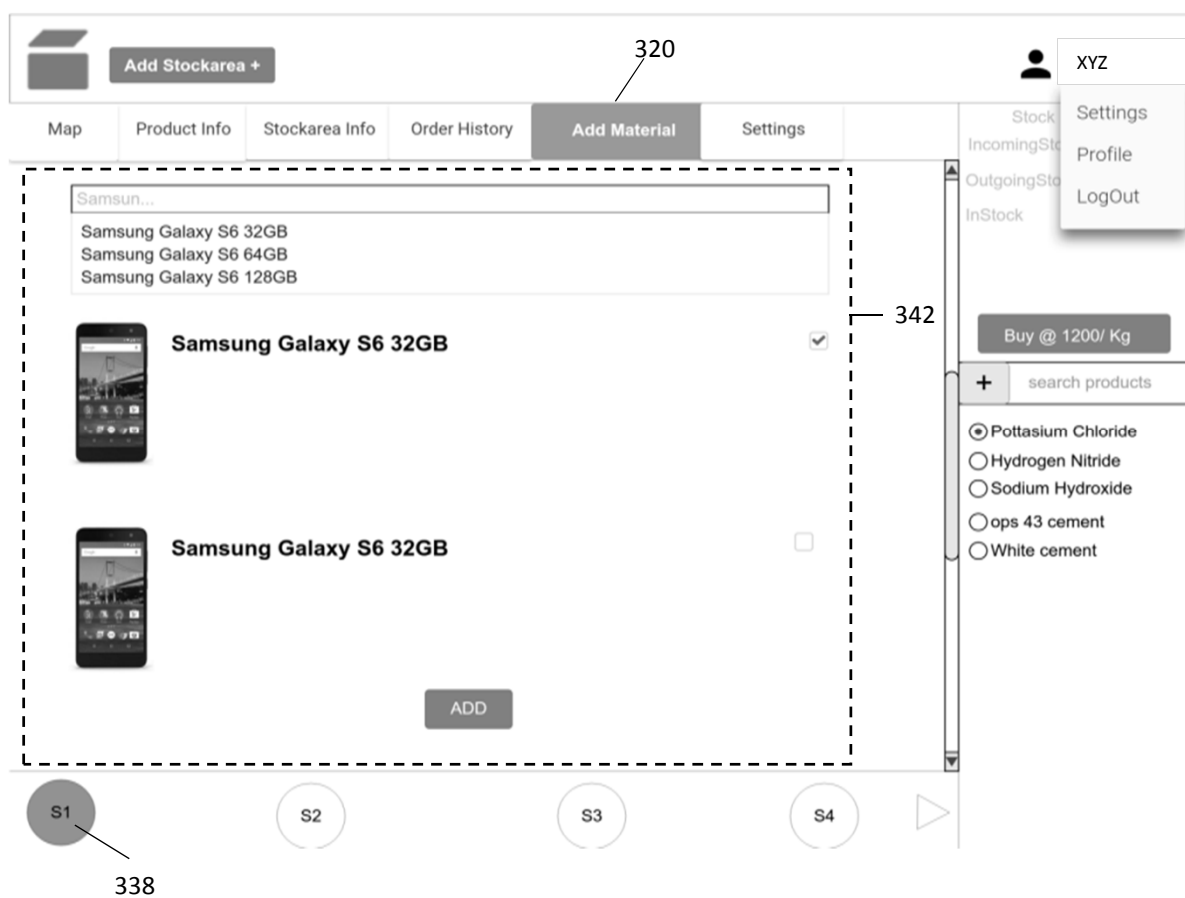 320
Add Stockarea +
XYZ
Map
Product Info
Stockarea Info
Order History
Add Material
Settings
Stock
IncomingSto
OutgoingSto
InStock
Settings
Profile
LogOut
Samsun...
Samsung Galaxy S6 32GB
Samsung Galaxy S6 64GB
Samsung Galaxy S6 128GB
Samsung Galaxy S6 32GB
342
Samsung Galaxy S6 32GB
ADD
Buy @ 1200/ Kg
+ search products
Pottasium Chloride
Hydrogen Nitride
Sodium Hydroxide
ops 43 cement
White cement
S1
S2
S3
S4
338